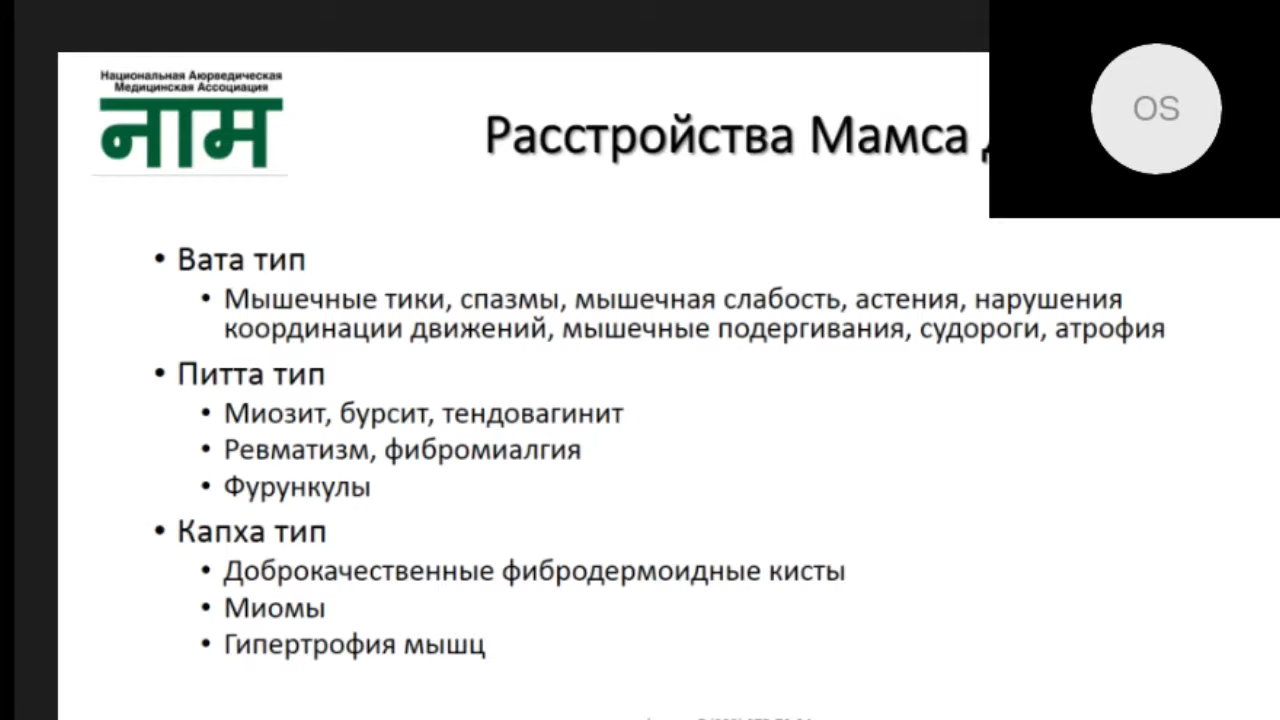 Национальная Аюрведическая
Медицинская Ассоциация
नाम
Расстройства Мамса
OS
• Вата тип
• Мышечные тики, спазмы, мышечная слабость, астения, нарушения
координации движений, мышечные подергивания, судороги, атрофия
• Питта тип
• Миозит, бурсит, тендовагинит
• Ревматизм, фибромиалгия
• Фурункулы
• Капха тип
• Доброкачественные фибродермоидные кисты
• Миомы
• Гипертрофия мышц